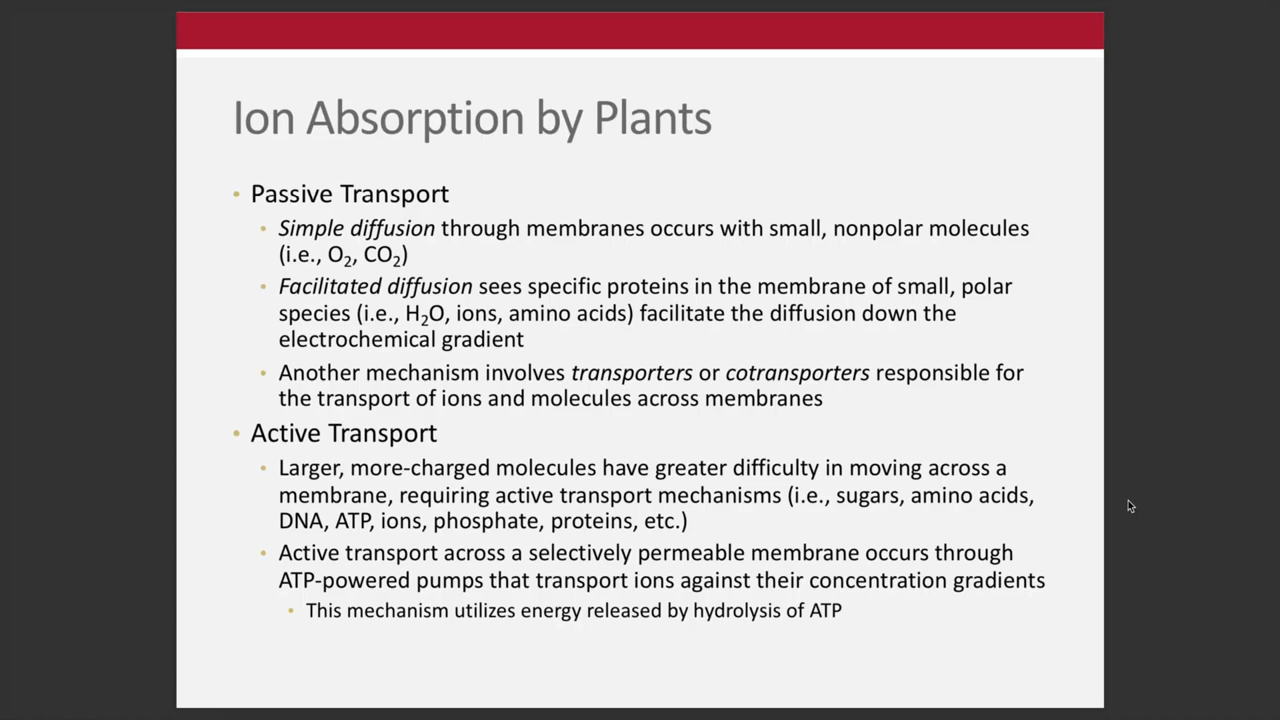 Ion Absorption by Plants
• Passive Transport
• Simple diffusion through membranes occurs with small, nonpolar molecules
(i.e., O₂, CO₂)
• Facilitated diffusion sees specific proteins in the membrane of small, polar
species (i.e., H₂O, ions, amino acids) facilitate the diffusion down the
electrochemical gradient
• Another mechanism involves transporters or cotransporters responsible for
the transport of ions and molecules across membranes
• Active Transport
• Larger, more-charged molecules have greater difficulty in moving across a
membrane, requiring active transport mechanisms (i.e., sugars, amino acids,
DNA, ATP, ions, phosphate, proteins, etc.)
• Active transport across a selectively permeable membrane occurs through
ATP-powered pumps that transport ions against their concentration gradients
• This mechanism utilizes energy released by hydrolysis of ATP